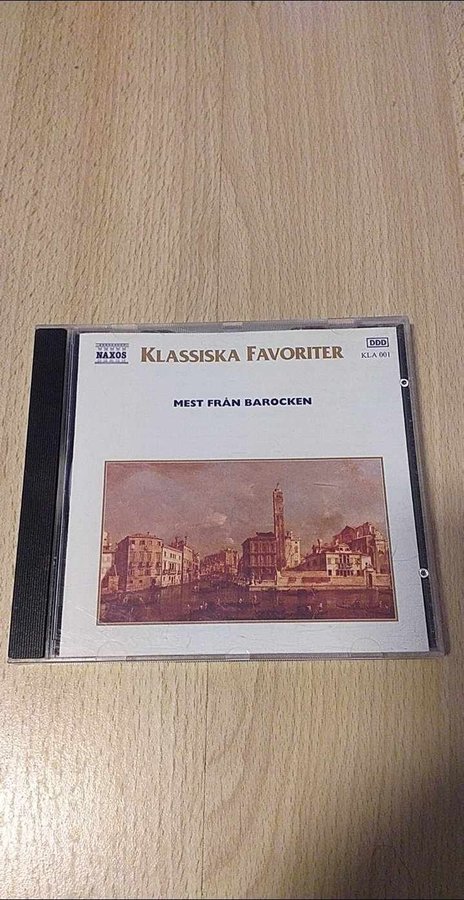 NAXOS
KLASSISKA FAVORITER
DDD
KLA 001
MEST FRÅN BAROCKEN